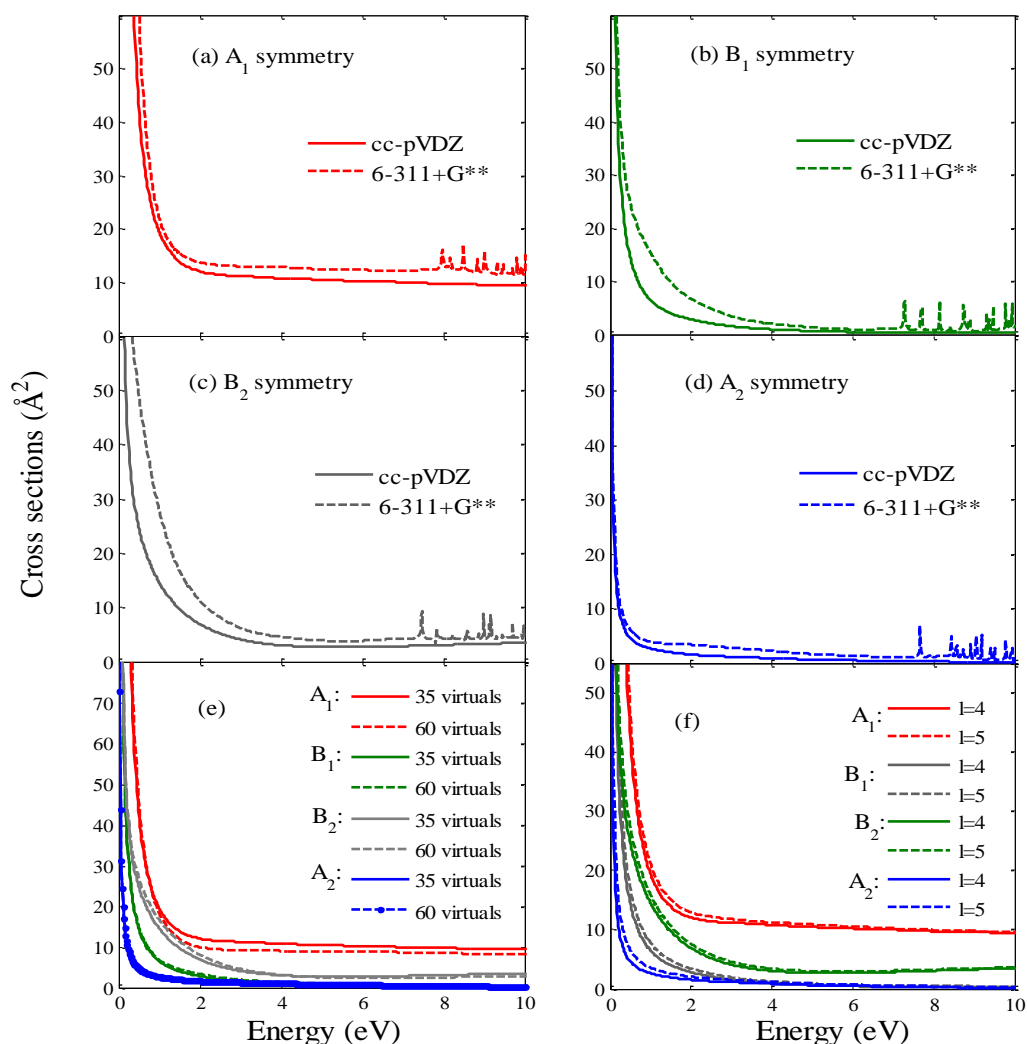 (a) A₁ symmetry
cc-pVDZ
6-311+G**
50
40
30
20
10
0
(b) B₁ symmetry
cc-pVDZ
6-311+G**
50
40
30
20
10
0
(c) B₂ symmetry
cc-pVDZ
6-311+G**
50
40
30
20
10
0
(d) A₂ symmetry
cc-pVDZ
6-311+G**
50
40
30
20
10
0
Cross sections (Å²)
(e)
A₁: 35 virtuals
60 virtuals
B₁: 35 virtuals
60 virtuals
B₂: 35 virtuals
60 virtuals
A₂: 35 virtuals
60 virtuals
70
60
50
40
30
20
10
0
0 2 4 6 8 10
Energy (eV)
(f)
A₁: l=4
l=5
B₁: l=4
l=5
B₂: l=4
l=5
A₂: l=4
l=5
50
40
30
20
10
0
0 2 4 6 8 10
Energy (eV)